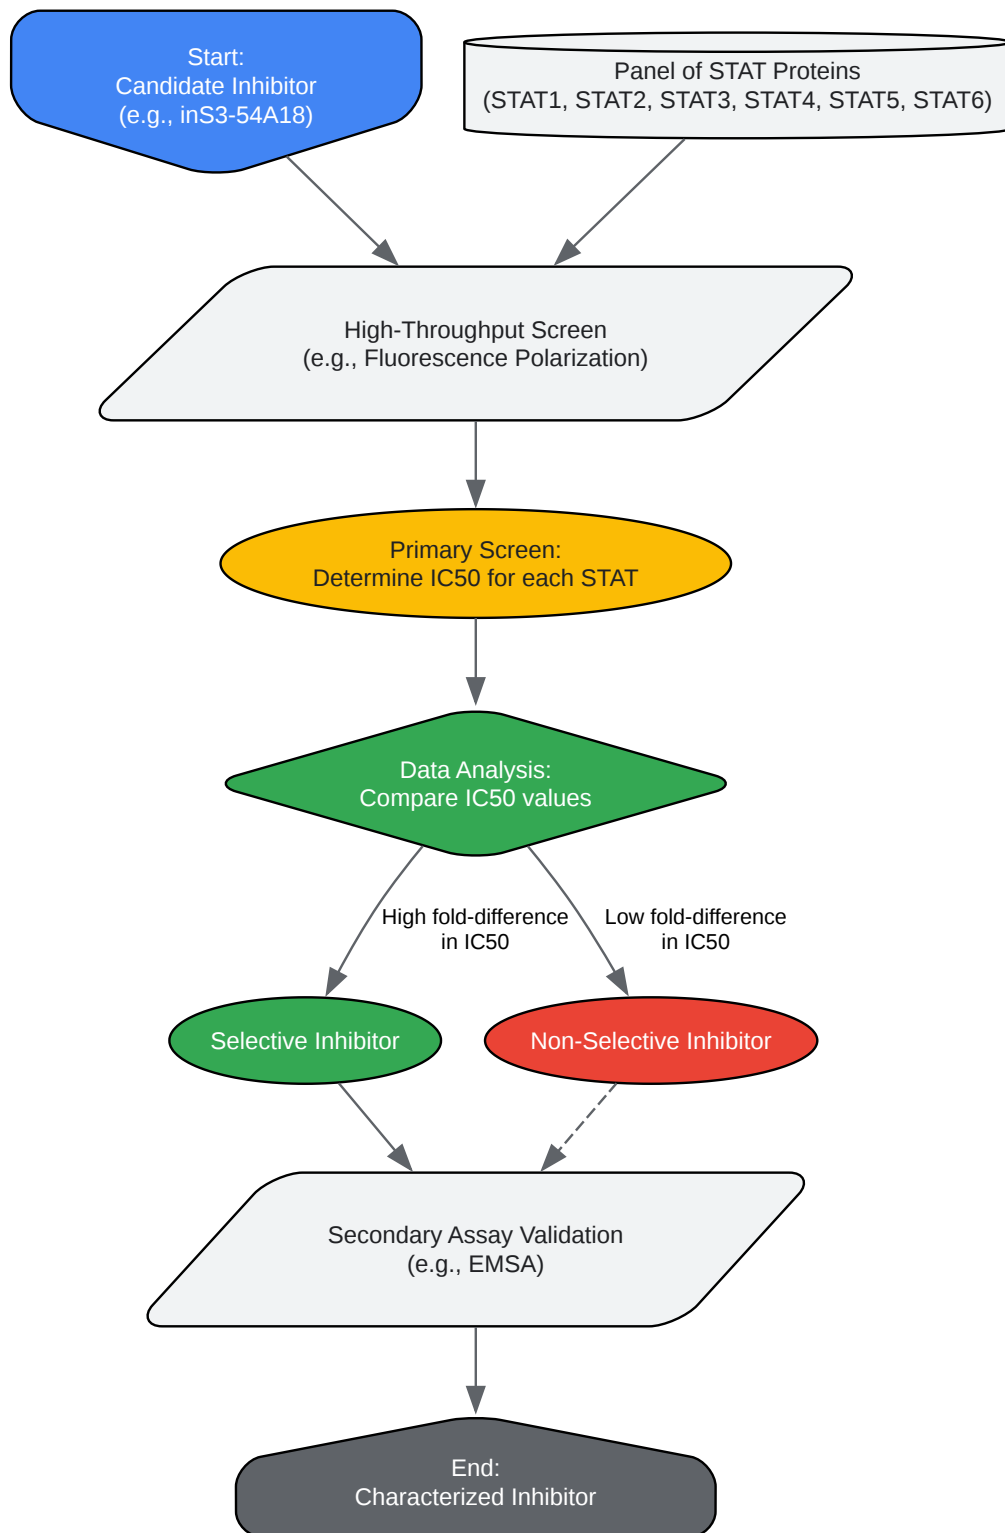 Start:
Candidate Inhibitor
(e.g., inS3-54A18)
Panel of STAT Proteins
(STAT1, STAT2, STAT3, STAT4, STAT5, STAT6)
High-Throughput Screen
(e.g., Fluorescence Polarization)
Primary Screen:
Determine IC50 for each STAT
Data Analysis:
Compare IC50 values
High fold-difference
in IC50
Low fold-difference
in IC50
Selective Inhibitor
Non-Selective Inhibitor
Secondary Assay Validation
(e.g., EMSA)
End:
Characterized Inhibitor